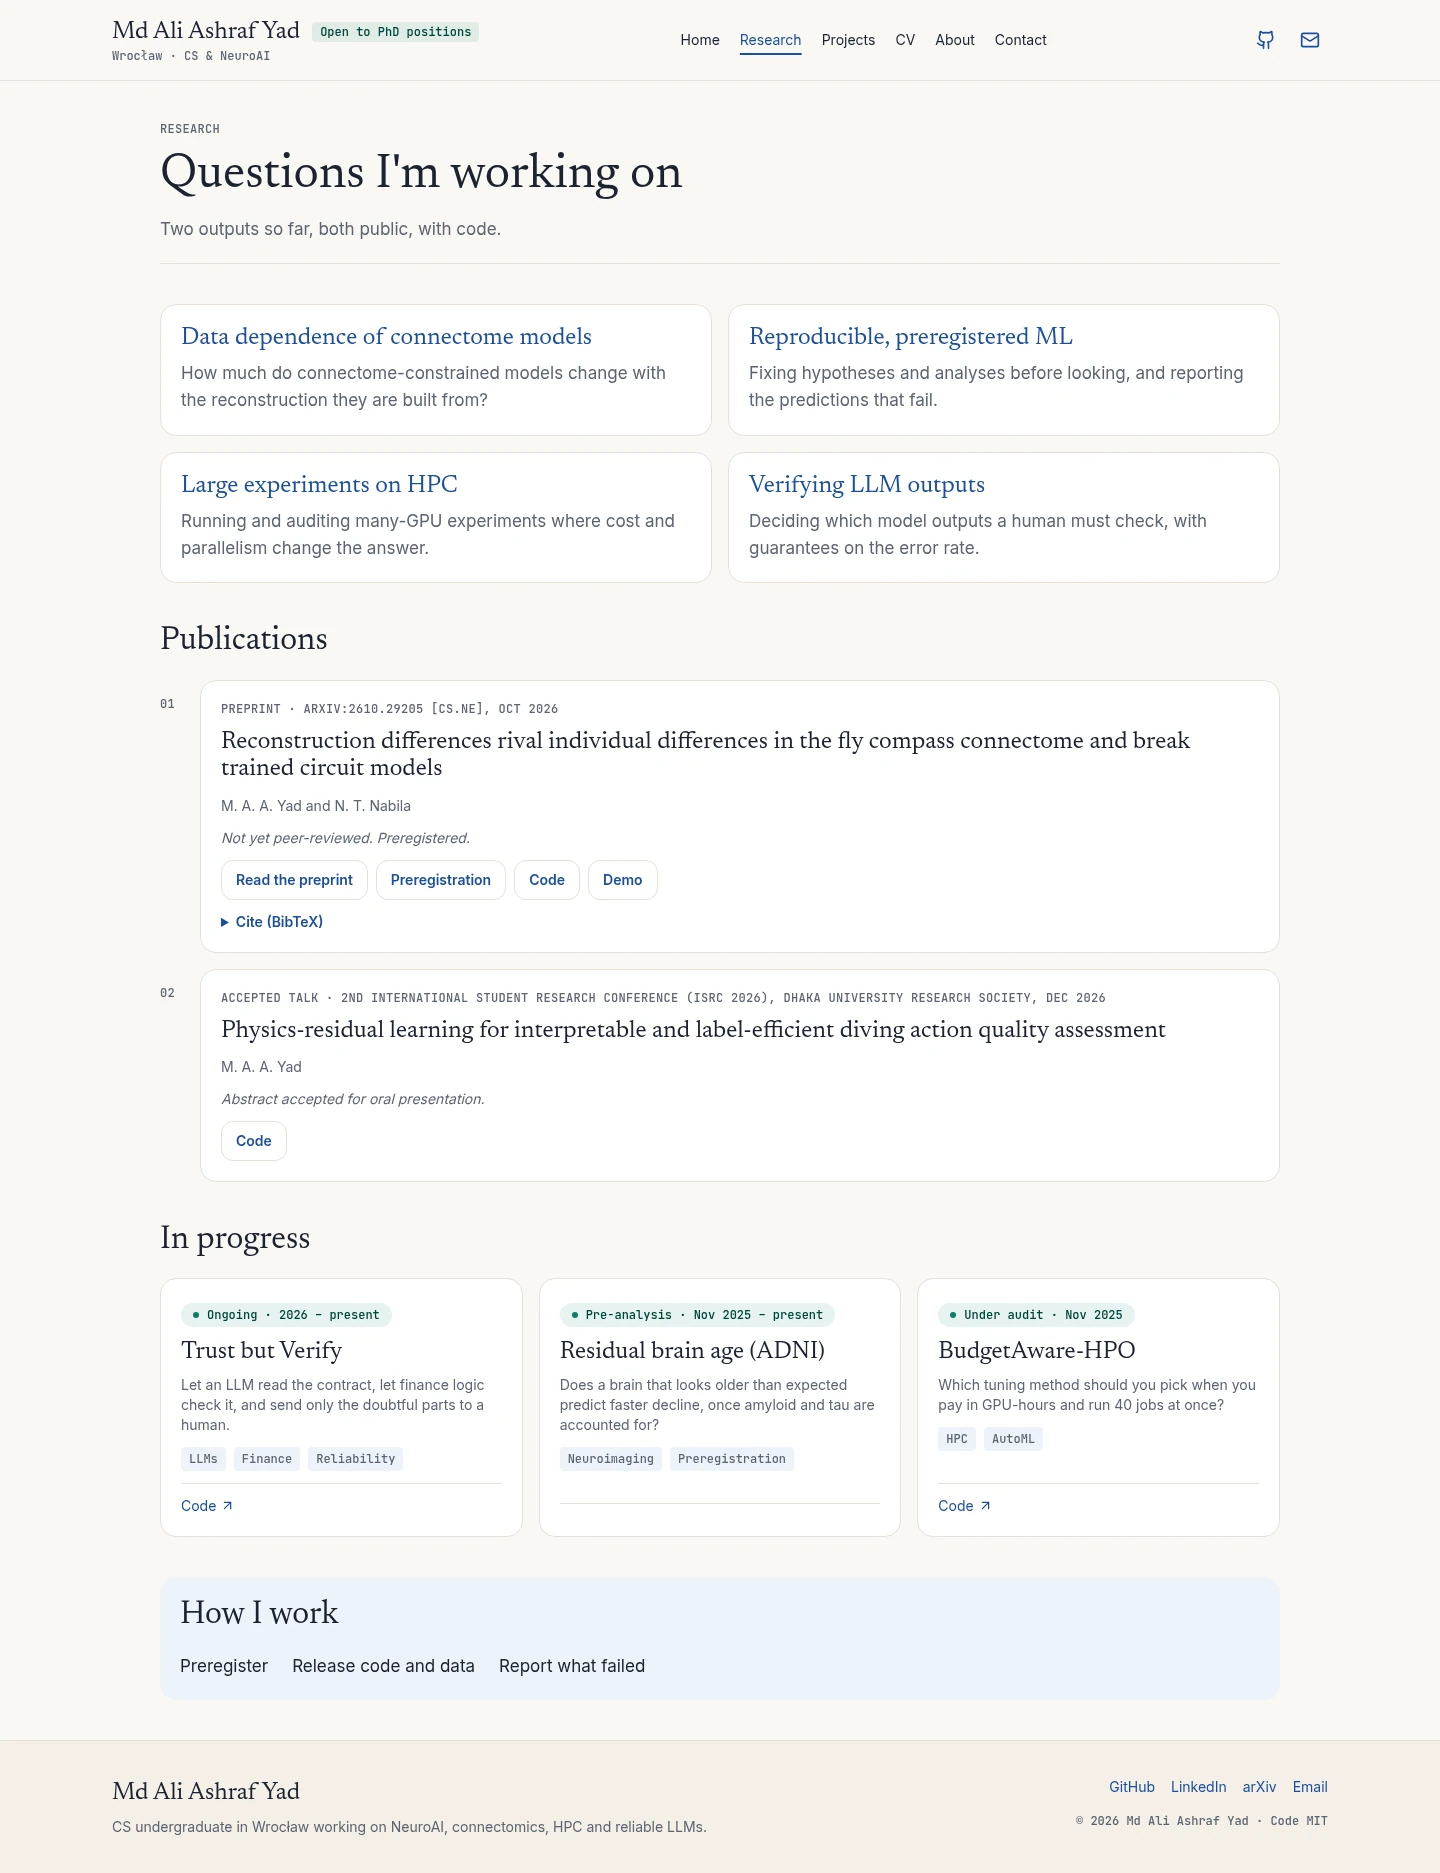 Md Ali Ashraf Yad
Open to PhD positions
Wrocław · CS & NeuroAI
Home
Research
Projects
CV
About
Contact
RESEARCH
Questions I'm working on
Two outputs so far, both public, with code.
Data dependence of connectome models
How much do connectome-constrained models change with
the reconstruction they are built from?
Reproducible, preregistered ML
Fixing hypotheses and analyses before looking, and reporting
the predictions that fail.
Large experiments on HPC
Running and auditing many-GPU experiments where cost and
parallelism change the answer.
Verifying LLM outputs
Deciding which model outputs a human must check, with
guarantees on the error rate.
Publications
01
PREPRINT · ARXIV:2610.29205 [CS.NE], OCT 2026
Reconstruction differences rival individual differences in the fly compass connectome and break
trained circuit models
M. A. A. Yad and N. T. Nabila
Not yet peer-reviewed. Preregistered.
Read the preprint
Preregistration
Code
Demo
▶ Cite (BibTeX)
02
ACCEPTED TALK · 2ND INTERNATIONAL STUDENT RESEARCH CONFERENCE (ISRC 2026), DHAKA UNIVERSITY RESEARCH SOCIETY, DEC 2026
Physics-residual learning for interpretable and label-efficient diving action quality assessment
M. A. A. Yad
Abstract accepted for oral presentation.
Code
In progress
Ongoing · 2026 – present
Trust but Verify
Let an LLM read the contract, let finance logic
check it, and send only the doubtful parts to a
human.
LLMs
Finance
Reliability
Code ↗
Pre-analysis · Nov 2025 – present
Residual brain age (ADNI)
Does a brain that looks older than expected
predict faster decline, once amyloid and tau are
accounted for?
Neuroimaging
Preregistration
Under audit · Nov 2025
BudgetAware-HPO
Which tuning method should you pick when you
pay in GPU-hours and run 40 jobs at once?
HPC
AutoML
Code ↗
How I work
Preregister
Release code and data
Report what failed
Md Ali Ashraf Yad
CS undergraduate in Wrocław working on NeuroAI, connectomics, HPC and reliable LLMs.
GitHub
LinkedIn
arXiv
Email
© 2026 Md Ali Ashraf Yad · Code MIT